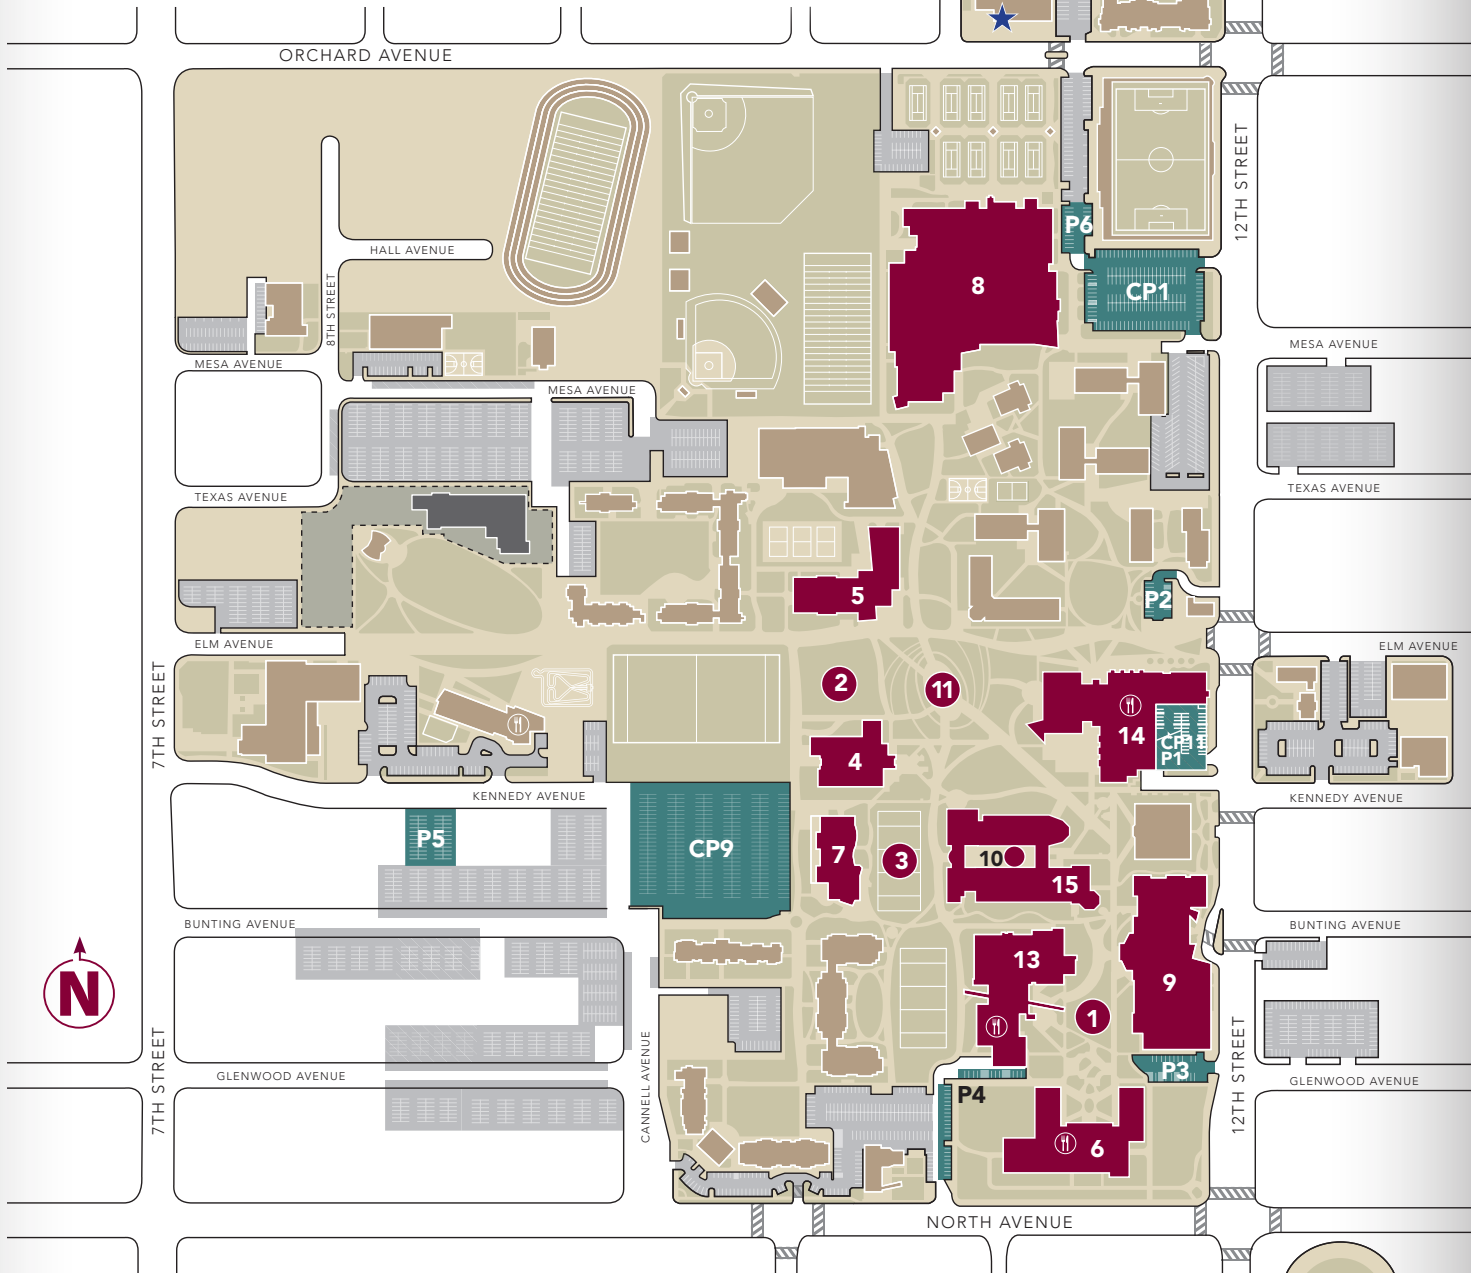 ORCHARD AVENUE
12TH STREET
P6
HALL AVENUE
8TH STREET
8
CP1
MESA AVENUE
MESA AVENUE
MESA AVENUE
TEXAS AVENUE
TEXAS AVENUE
5
P2
ELM AVENUE
ELM AVENUE
7TH STREET
2
11
14
P1
4
KENNEDY AVENUE
KENNEDY AVENUE
P5
CP9
7
3
10
15
BUNTING AVENUE
BUNTING AVENUE
13
9
N
1
7TH STREET
CANNELL AVENUE
12TH STREET
GLENWOOD AVENUE
P3
GLENWOOD AVENUE
P4
6
NORTH AVENUE